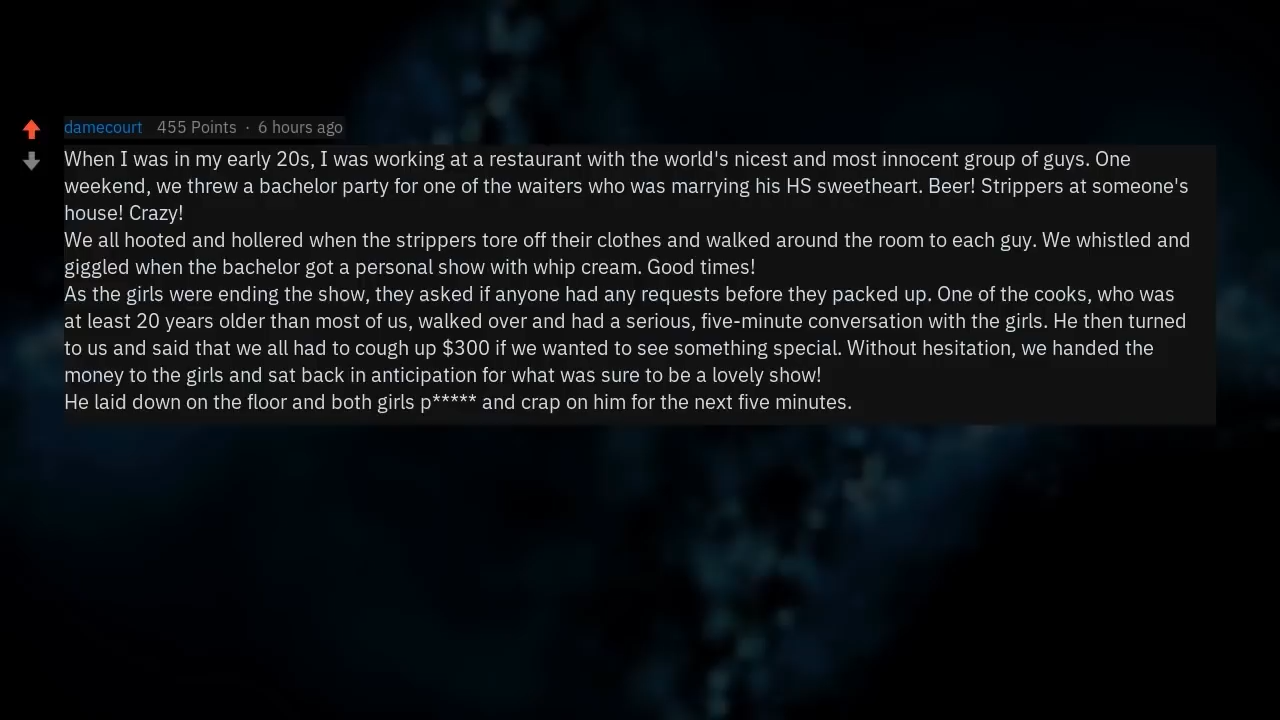 damecourt 455 Points · 6 hours ago
When I was in my early 20s, I was working at a restaurant with the world's nicest and most innocent group of guys. One
weekend, we threw a bachelor party for one of the waiters who was marrying his HS sweetheart. Beer! Strippers at someone's
house! Crazy!
We all hooted and hollered when the strippers tore off their clothes and walked around the room to each guy. We whistled and
giggled when the bachelor got a personal show with whip cream. Good times!
As the girls were ending the show, they asked if anyone had any requests before they packed up. One of the cooks, who was
at least 20 years older than most of us, walked over and had a serious, five-minute conversation with the girls. He then turned
to us and said that we all had to cough up $300 if we wanted to see something special. Without hesitation, we handed the
money to the girls and sat back in anticipation for what was sure to be a lovely show!
He laid down on the floor and both girls p***** and crap on him for the next five minutes.